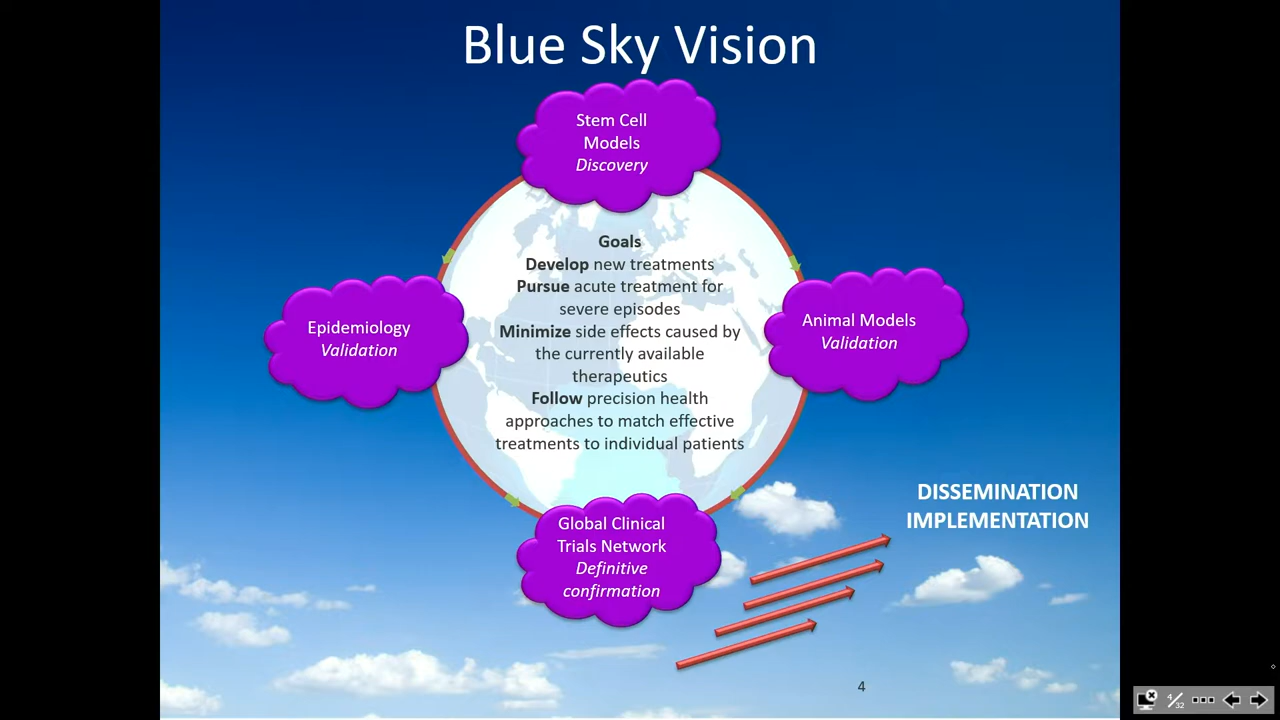 Blue Sky Vision
Stem Cell
Models
Discovery
Goals
Develop new treatments
Pursue acute treatment for
severe episodes
Minimize side effects caused by
the currently available
therapeutics
Follow precision health
approaches to match effective
treatments to individual patients
Epidemiology
Validation
Animal Models
Validation
Global Clinical
Trials Network
Definitive
confirmation
DISSEMINATION
IMPLEMENTATION
4
4/32